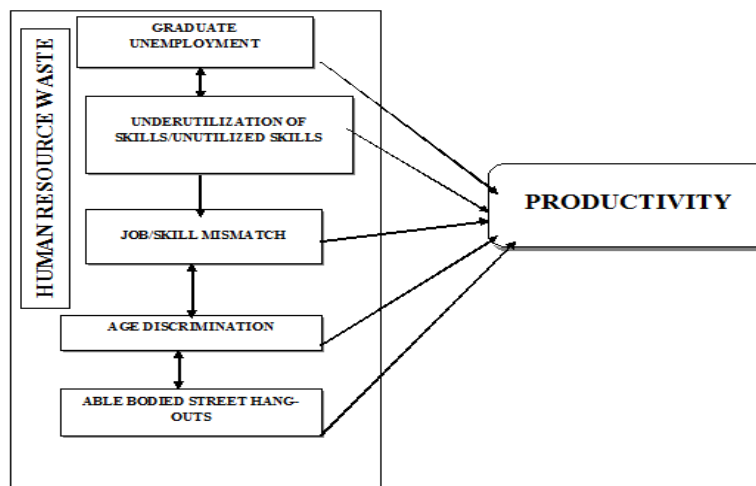 HUMAN RESOURCE WASTE
GRADUATE
UNEMPLOYMENT
UNDERUTILIZATION OF
SKILLS/UNUTILIZED SKILLS
JOB/SKILL MISMATCH
AGE DISCRIMINATION
ABLE BODIED STREET HANG-
OUTS
PRODUCTIVITY